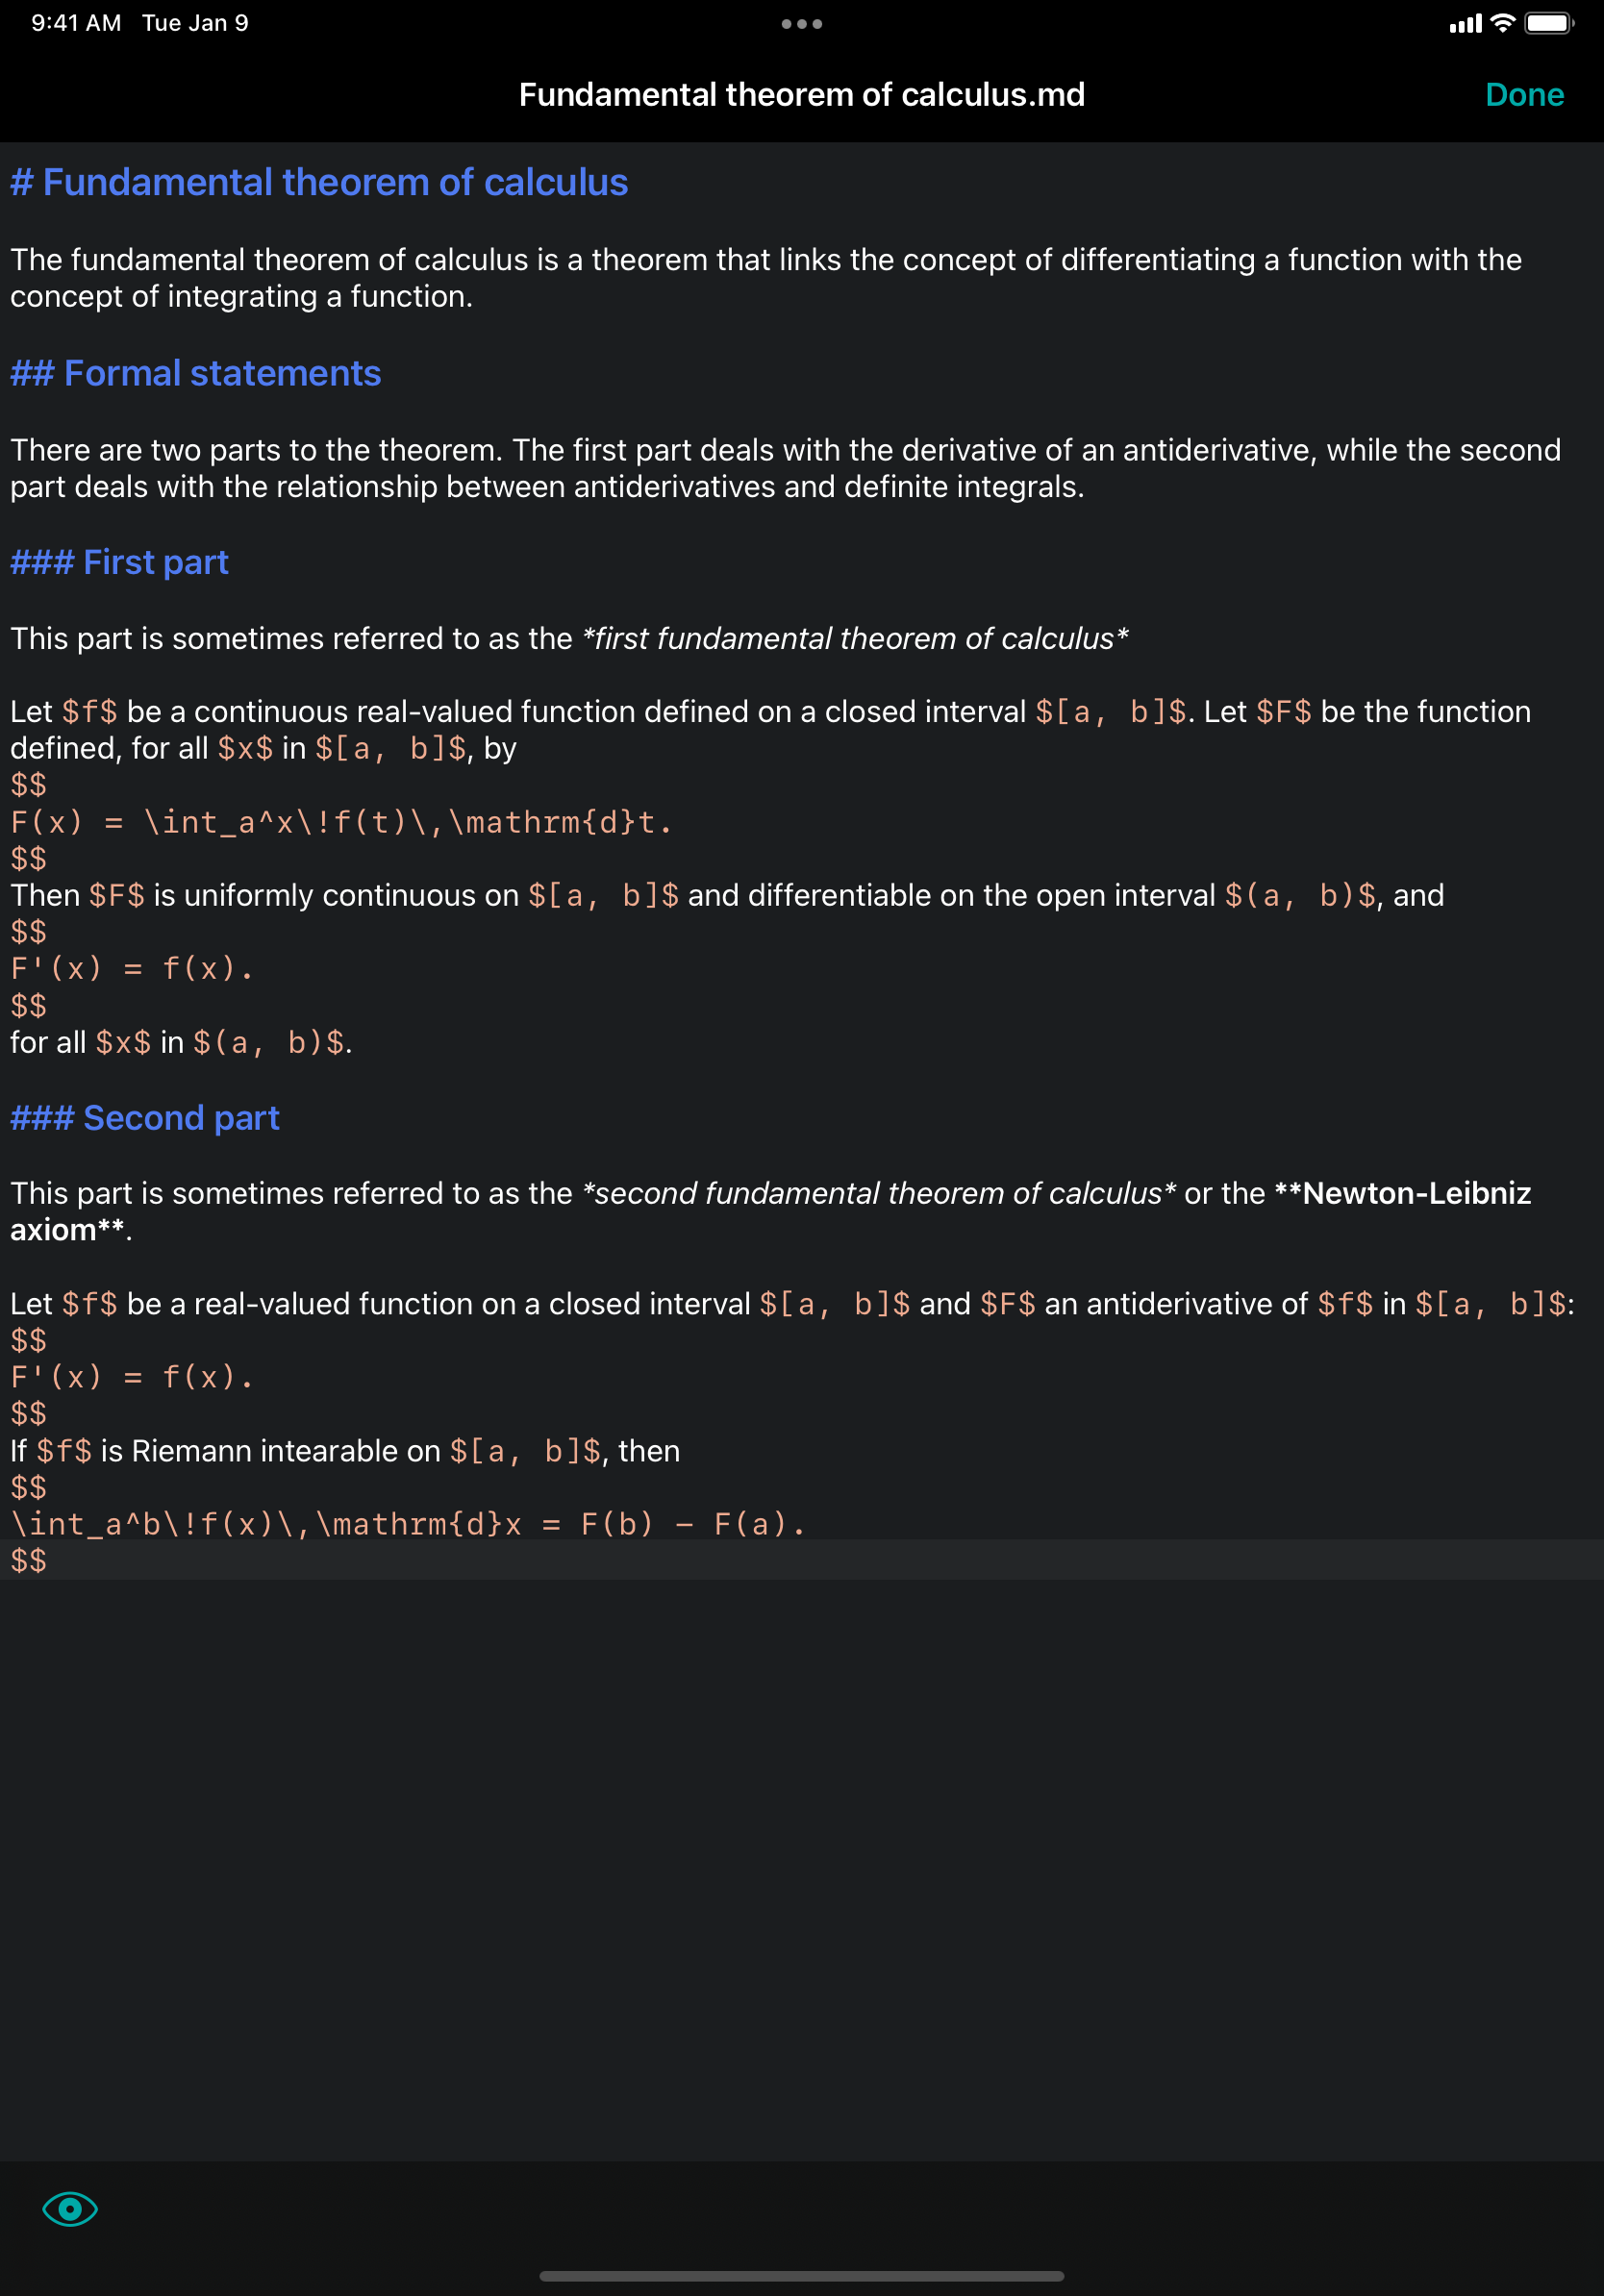 9:41 AM Tue Jan 9
Fundamental theorem of calculus.md
Done
# Fundamental theorem of calculus
The fundamental theorem of calculus is a theorem that links the concept of differentiating a function with the
concept of integrating a function.
## Formal statements
There are two parts to the theorem. The first part deals with the derivative of an antiderivative, while the second
part deals with the relationship between antiderivatives and definite integrals.
### First part
This part is sometimes referred to as the *first fundamental theorem of calculus*
Let $f$ be a continuous real-valued function defined on a closed interval $[a, b]$. Let $F$ be the function
defined, for all $x$ in $[a, b]$, by
$$
F(x) = \int_a^x\!f(t)\,\mathrm{d}t.
$$
Then $F$ is uniformly continuous on $[a, b]$ and differentiable on the open interval $(a, b)$, and
$$
F'(x) = f(x).
$$
for all $x$ in $(a, b)$.
### Second part
This part is sometimes referred to as the *second fundamental theorem of calculus* or the **Newton-Leibniz
axiom**.
Let $f$ be a real-valued function on a closed interval $[a, b]$ and $F$ an antiderivative of $f$ in $[a, b]$:
$$
F'(x) = f(x).
$$
If $f$ is Riemann intearable on $[a, b]$, then
$$
\int_a^b\!f(x)\,\mathrm{d}x = F(b) − F(a).
$$